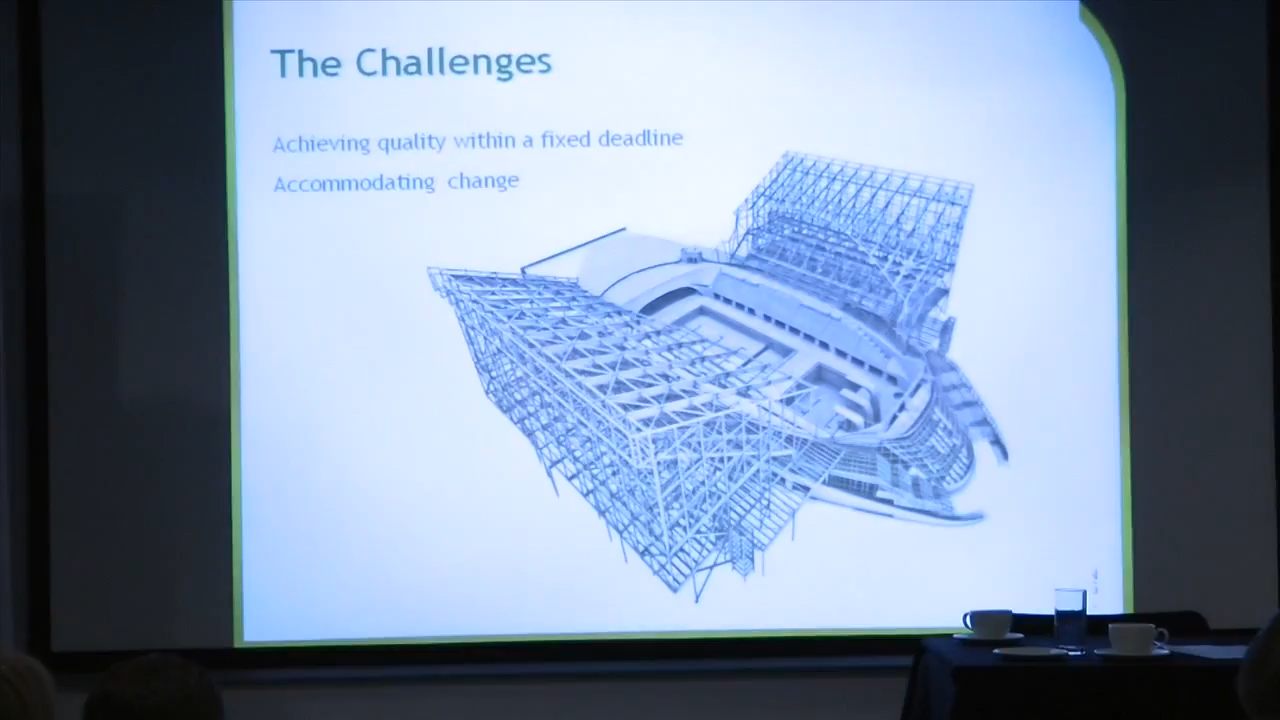 The Challenges
Achieving quality within a fixed deadline
Accommodating change